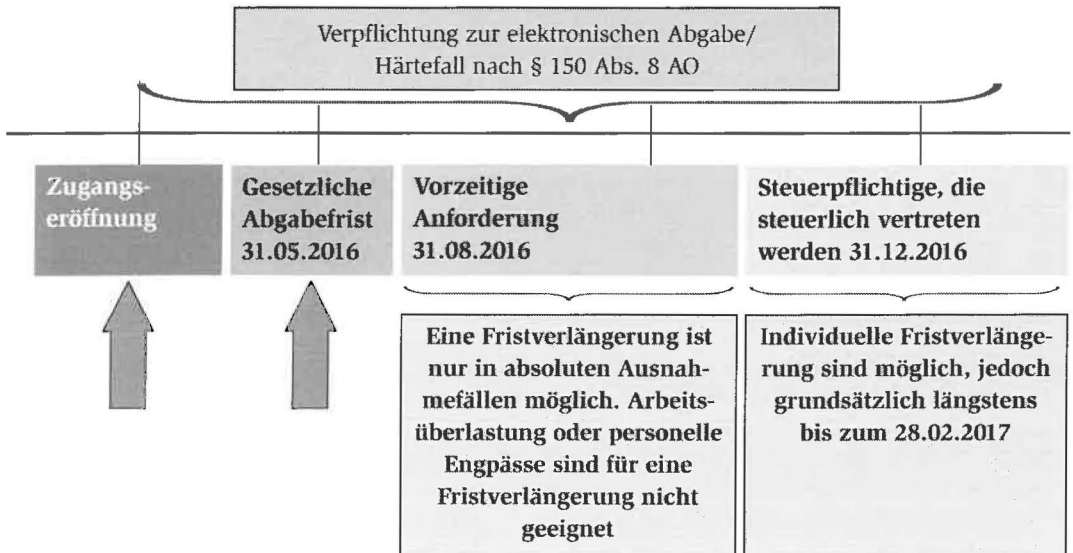 Verpflichtung zur elektronischen Abgabe/
Härtefall nach § 150 Abs. 8 AO
Zugangs-
eröffnung
Gesetzliche
Abgabefrist
31.05.2016
Vorzeitige
Anforderung
31.08.2016
Steuerpflichtige, die
steuerlich vertreten
werden 31.12.2016
Eine Fristverlängerung ist
nur in absoluten Ausnah-
mefällen möglich. Arbeits-
überlastung oder personelle
Engpässe sind für eine
Fristverlängerung nicht
geeignet
Individuelle Fristverlänge-
rung sind möglich, jedoch
grundsätzlich längstens
bis zum 28.02.2017